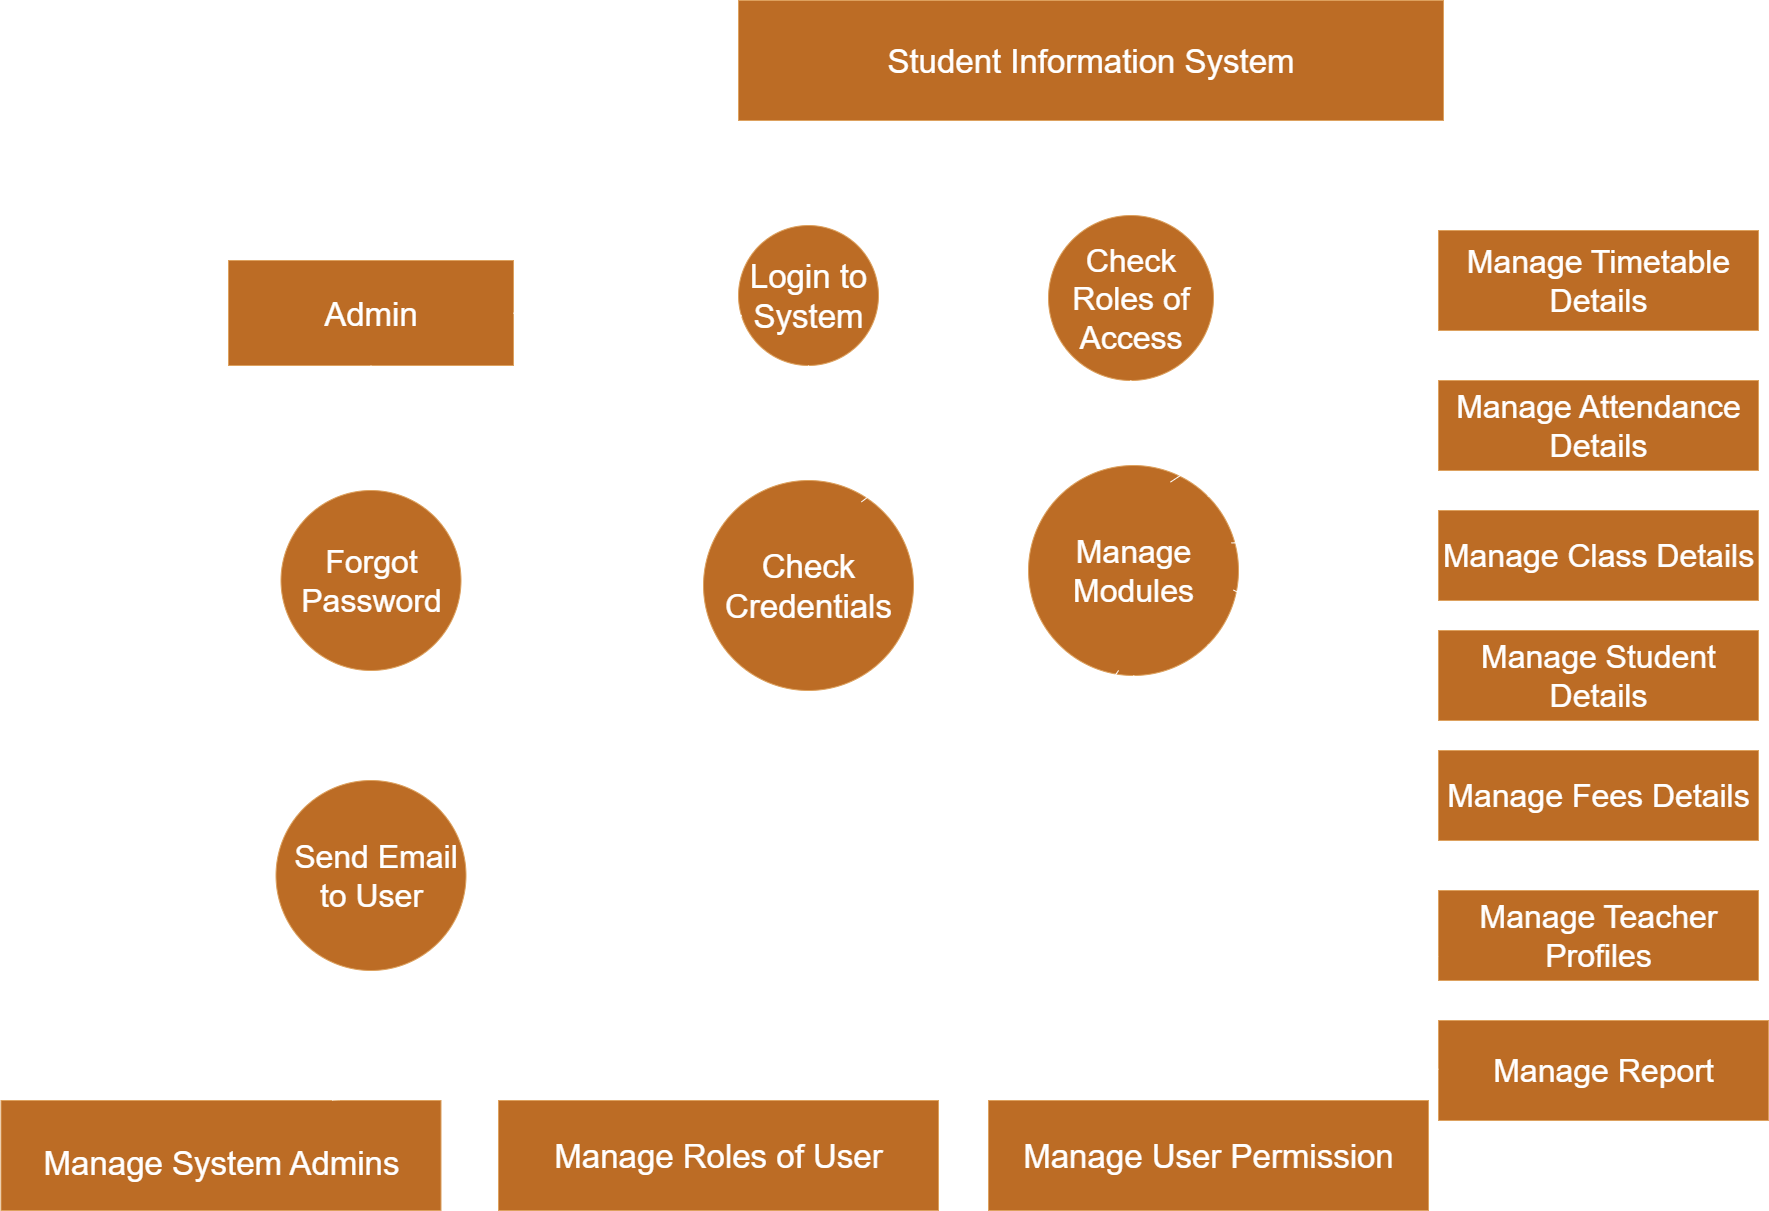 Student Information System
Admin
Login to
System
Check
Roles of
Access
Manage Timetable
Details
Manage Attendance
Details
Forgot
Password
Check
Credentials
Manage
Modules
Manage Class Details
Manage Student
Details
Manage Fees Details
Send Email
to User
Manage Teacher
Profiles
Manage Report
Manage System Admins
Manage Roles of User
Manage User Permission